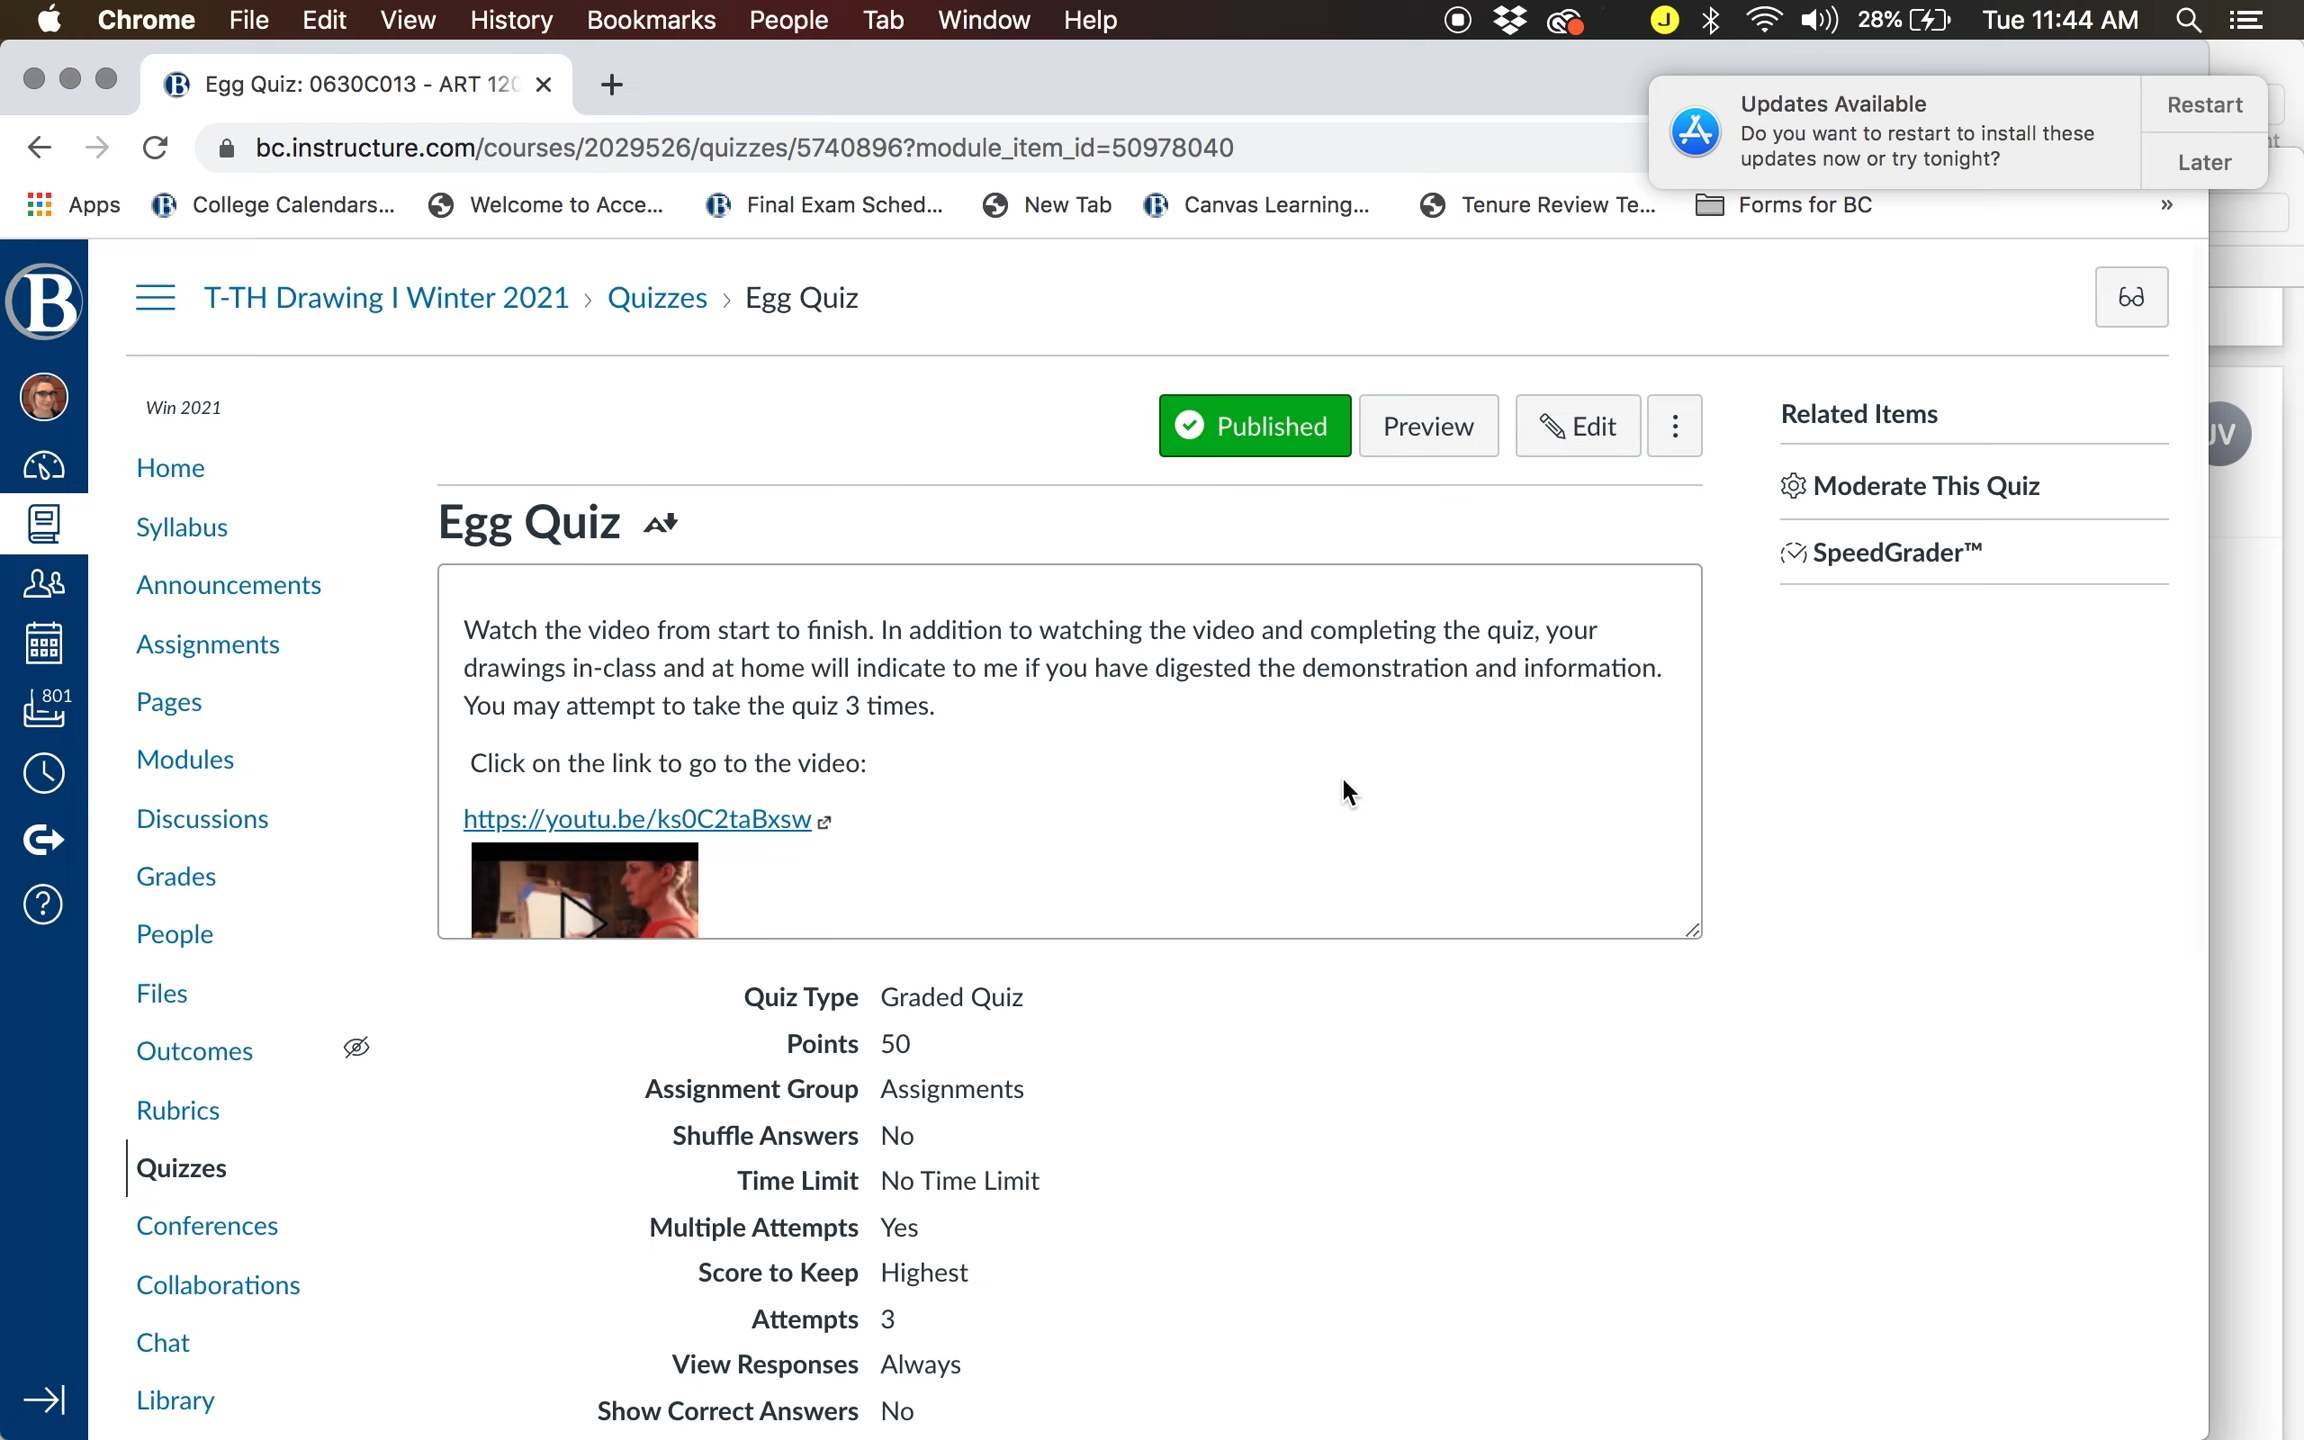 Chrome File Edit View History Bookmarks People Tab Window Help J 28% Tue 11:44 AM
B Egg Quiz: 0630C013 - ART 120
bc.instructure.com/courses/2029526/quizzes/5740896?module_item_id=50978040
Updates Available
Do you want to restart to install these
updates now or try tonight?
Restart
Later
Apps College Calendars... Welcome to Acce... Final Exam Sched... New Tab Canvas Learning... Tenure Review Te... Forms for BC »
B
T-TH Drawing I Winter 2021 › Quizzes › Egg Quiz
801
Win 2021
Home
Syllabus
Announcements
Assignments
Pages
Modules
Discussions
Grades
People
Files
Outcomes
Rubrics
Quizzes
Conferences
Collaborations
Chat
Library
Published Preview Edit
Egg Quiz
Watch the video from start to finish. In addition to watching the video and completing the quiz, your
drawings in-class and at home will indicate to me if you have digested the demonstration and information.
You may attempt to take the quiz 3 times.
Click on the link to go to the video:
https://youtu.be/ks0C2taBxsw
Quiz Type Graded Quiz
Points 50
Assignment Group Assignments
Shuffle Answers No
Time Limit No Time Limit
Multiple Attempts Yes
Score to Keep Highest
Attempts 3
View Responses Always
Show Correct Answers No
Related Items
Moderate This Quiz
SpeedGrader™
JV